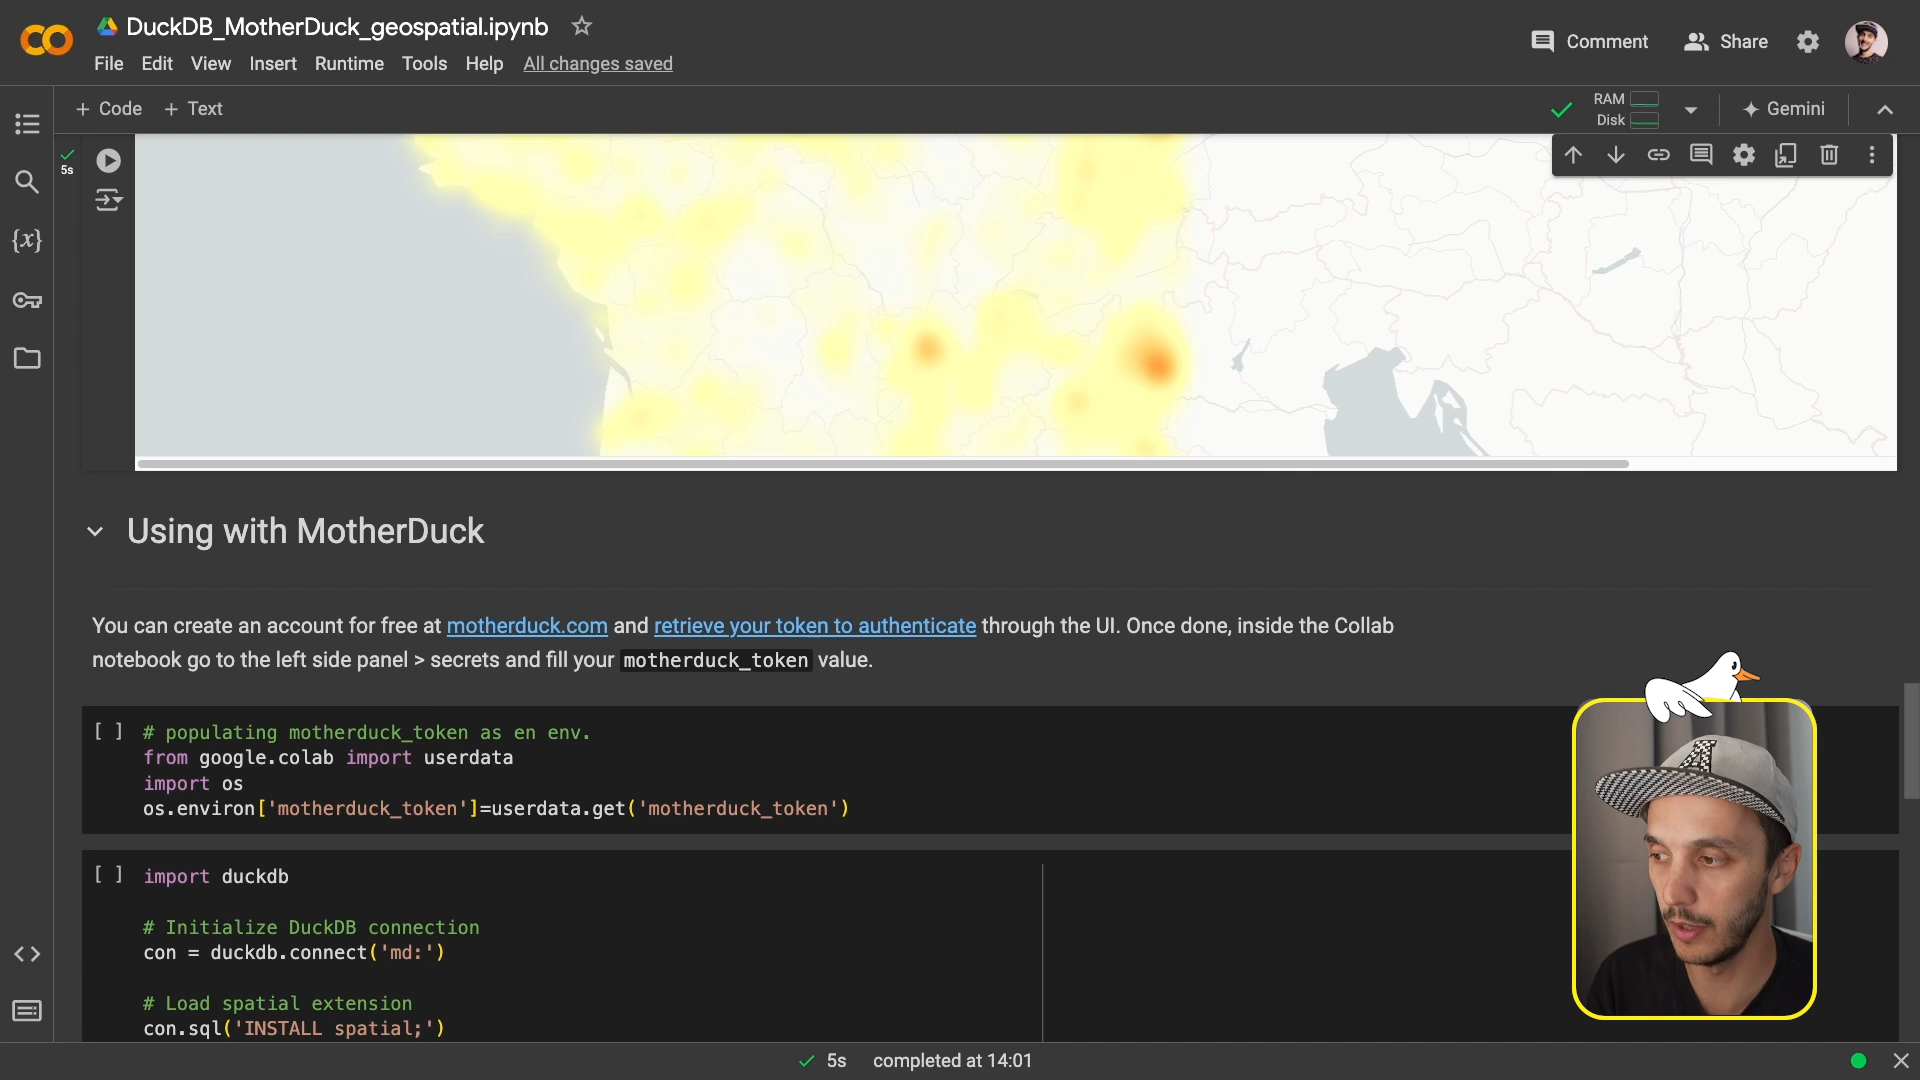 DuckDB_MotherDuck_geospatial.ipynb
Comment
Share
File Edit View Insert Runtime Tools Help All changes saved
+ Code + Text
RAM
Disk
Gemini
5s
{x}
Using with MotherDuck
You can create an account for free at motherduck.com and retrieve your token to authenticate through the UI. Once done, inside the Collab
notebook go to the left side panel > secrets and fill your motherduck_token value.
[ ] # populating motherduck_token as en env.
from google.colab import userdata
import os
os.environ['motherduck_token']=userdata.get('motherduck_token')
[ ] import duckdb
# Initialize DuckDB connection
con = duckdb.connect('md:')
# Load spatial extension
con.sql('INSTALL spatial;')
5s completed at 14:01